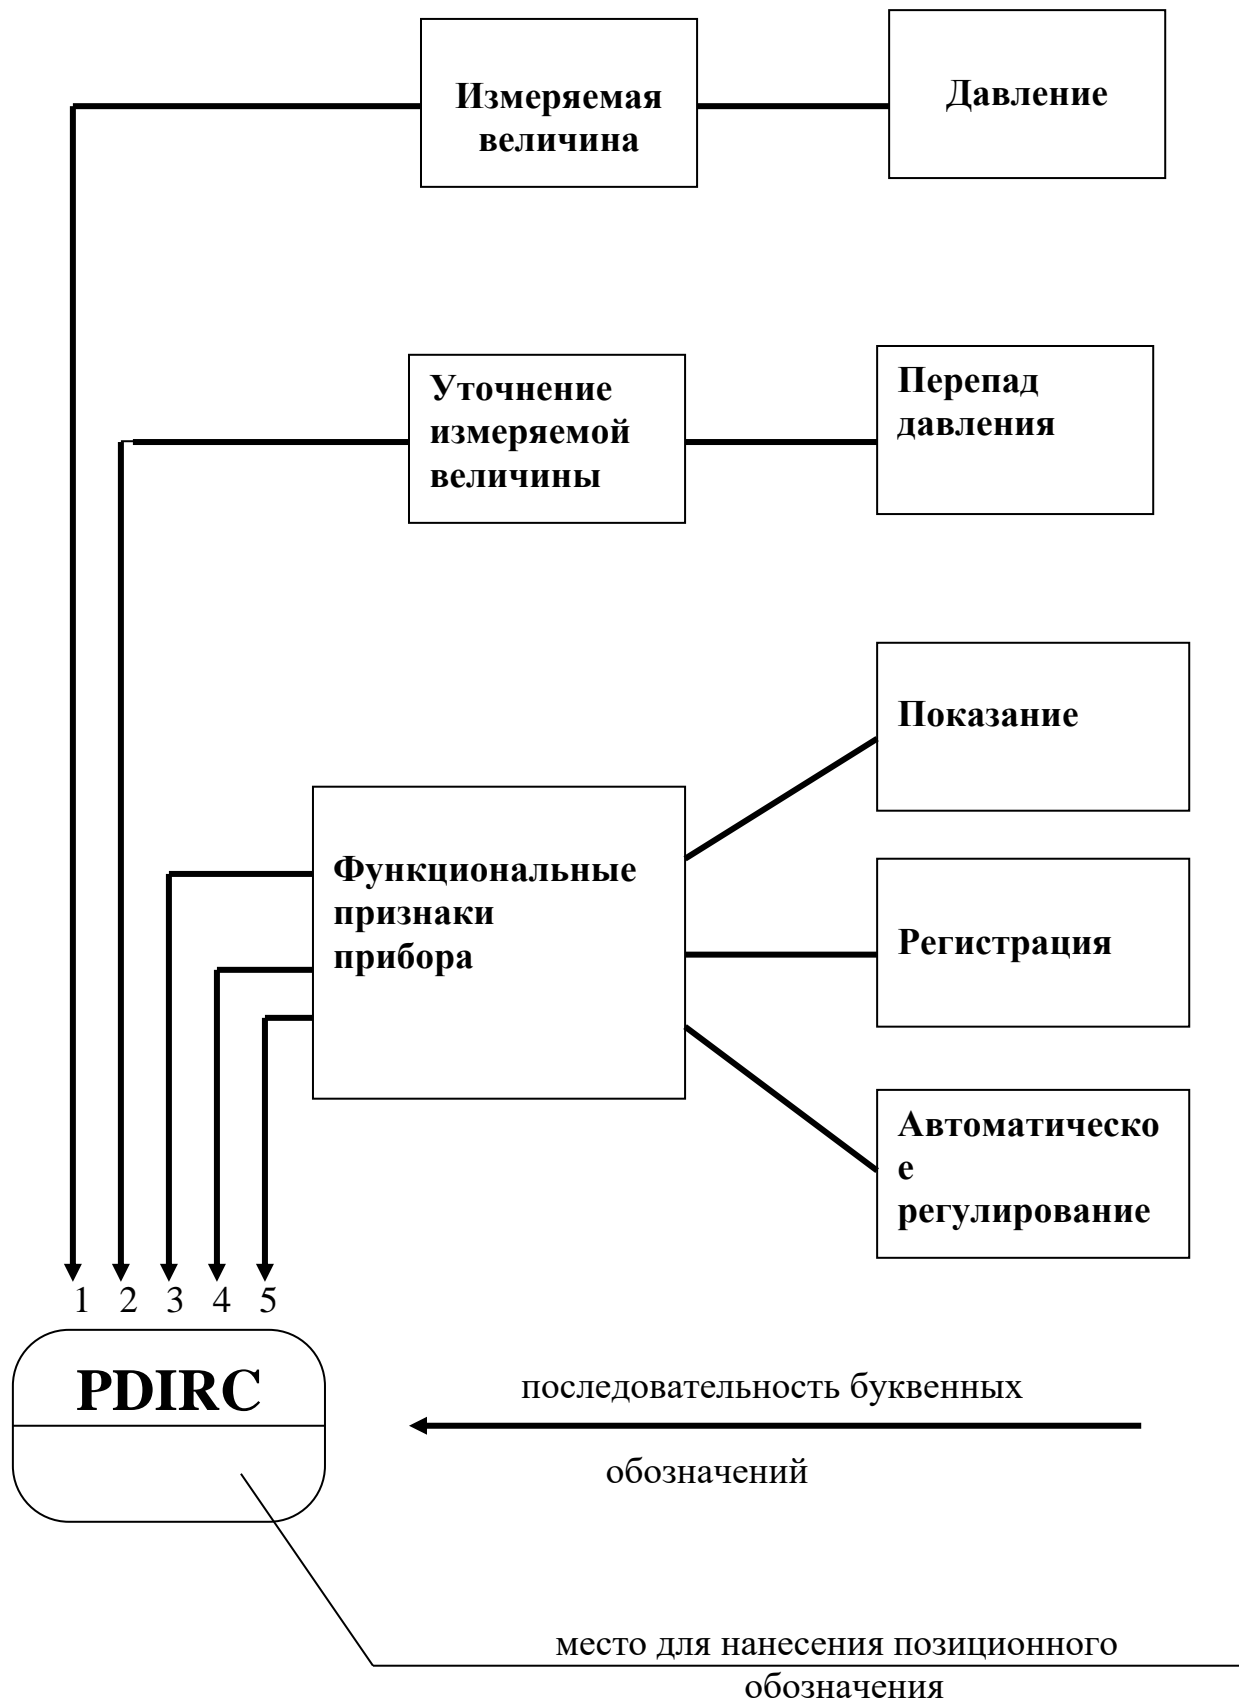 Измеряемая
величина
Давление
Уточнение
измеряемой
величины
Перепад
давления
Показание
Функциональные
признаки
прибора
Регистрация
Автоматическо
е
регулирование
1 2 3 4 5
PDIRC
последовательность буквенных
обозначений
место для нанесения позиционного
обозначения